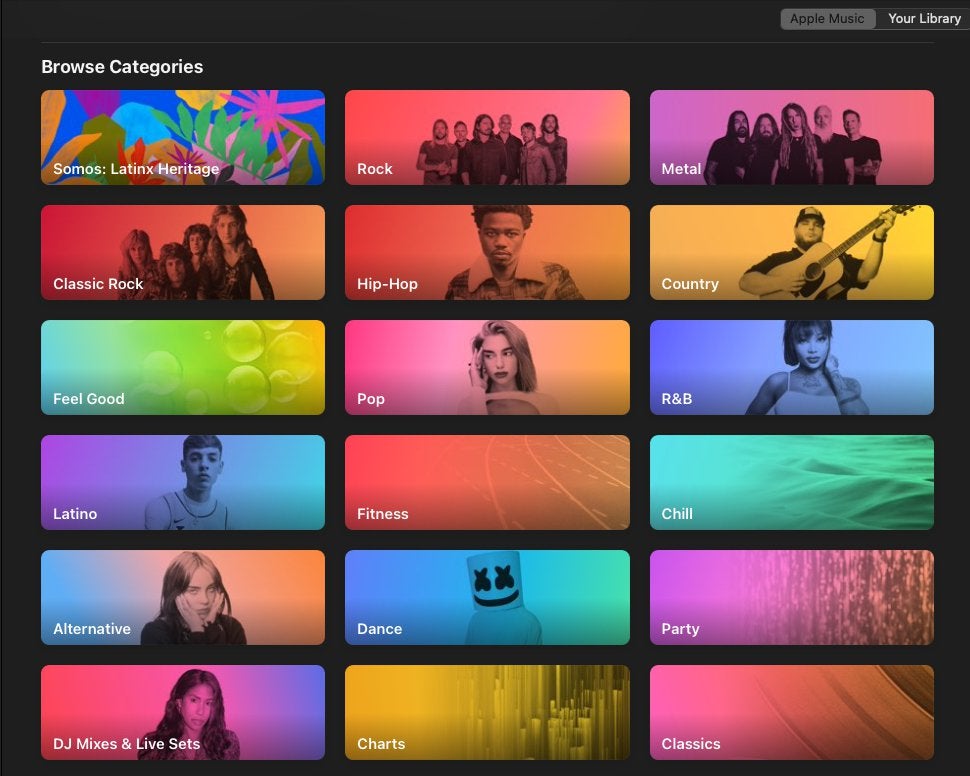 Apple Music Your Library
Browse Categories
Somos: Latinx Heritage
Rock
Metal
Classic Rock
Hip-Hop
Country
Feel Good
Pop
R&B
Latino
Fitness
Chill
Alternative
Dance
Party
DJ Mixes & Live Sets
Charts
Classics